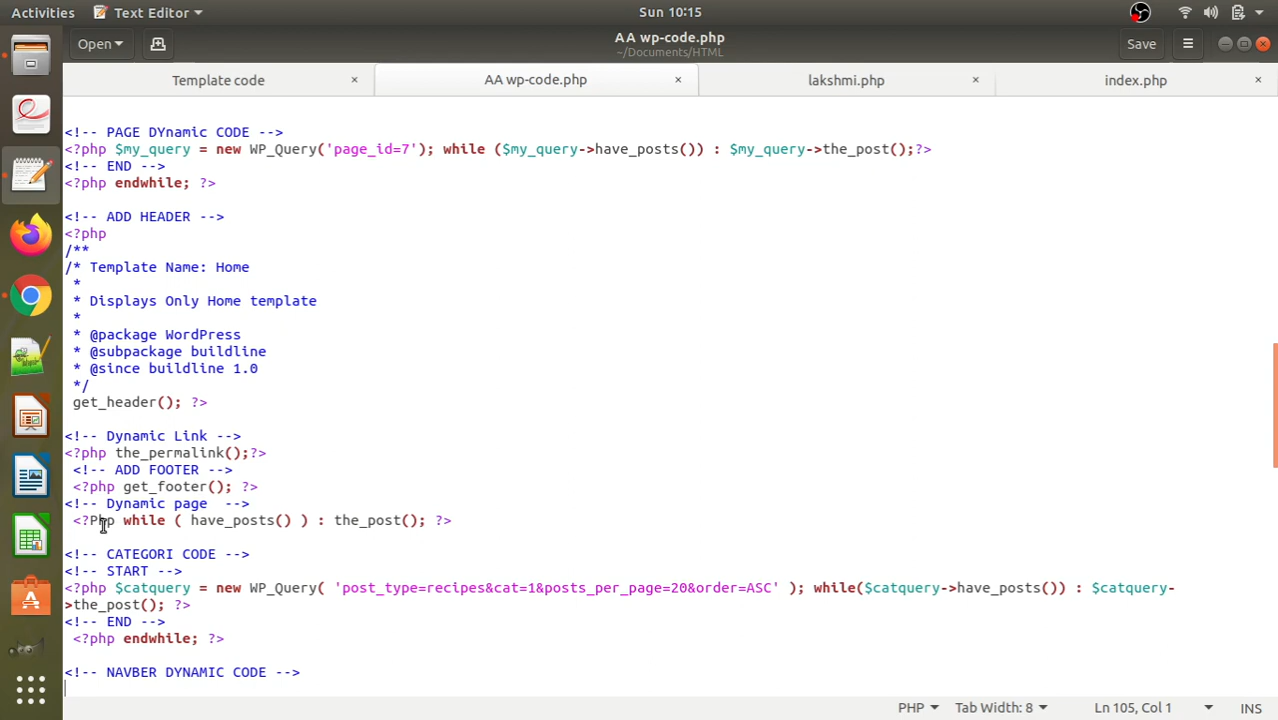 Activities Text Editor Sun 10:15
Open AA wp-code.php Save
~/Documents/HTML
Template code × AA wp-code.php × lakshmi.php × index.php ×
<!-- PAGE DYnamic CODE -->
<?php $my_query = new WP_Query('page_id=7'); while ($my_query->have_posts()) : $my_query->the_post();?>
<!-- END -->
<?php endwhile; ?>
<!-- ADD HEADER -->
<?php
/**
/* Template Name: Home
*
* Displays Only Home template
*
* @package WordPress
* @subpackage buildline
* @since buildline 1.0
*/
get_header(); ?>
<!-- Dynamic Link -->
<?php the_permalink();?>
<!-- ADD FOOTER -->
<?php get_footer(); ?>
<!-- Dynamic page -->
<?Php while ( have_posts() ) : the_post(); ?>
<!-- CATEGORI CODE -->
<!-- START -->
<?php $catquery = new WP_Query( 'post_type=recipes&cat=1&posts_per_page=20&order=ASC' ); while($catquery->have_posts()) : $catquery-
>the_post(); ?>
<!-- END -->
<?php endwhile; ?>
<!-- NAVBER DYNAMIC CODE -->
PHP Tab Width: 8 Ln 105, Col 1 INS